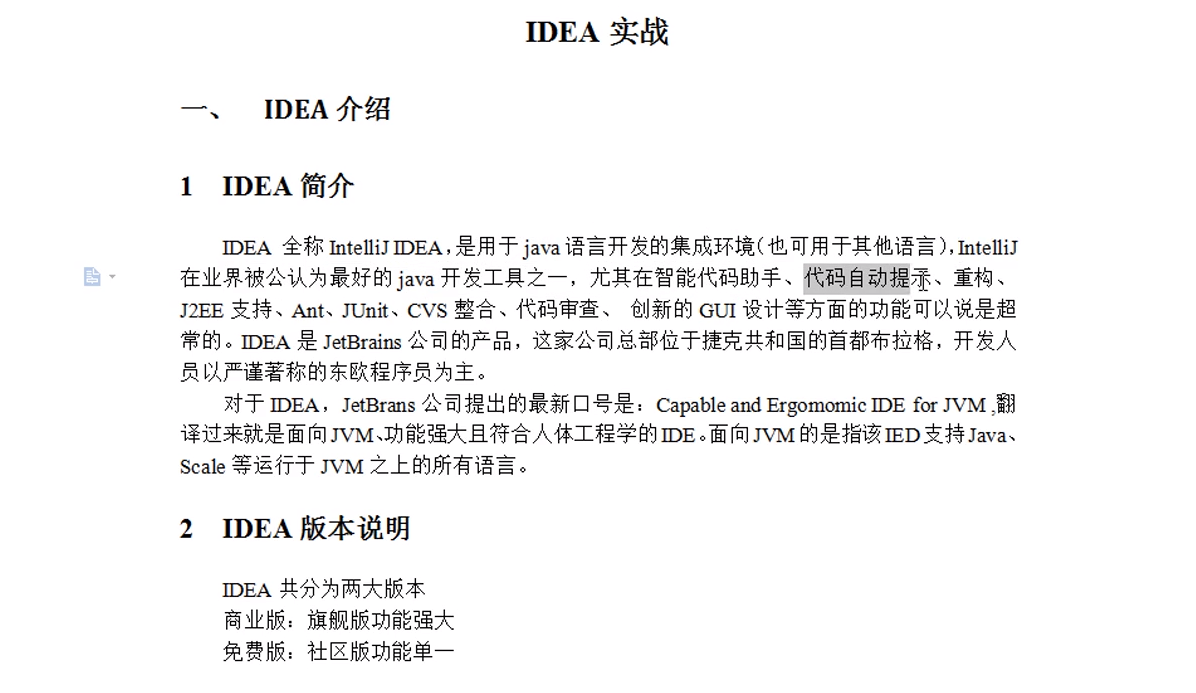 IDEA 实战
一、 IDEA 介绍
1 IDEA 简介
IDEA 全称 IntelliJ IDEA，是用于 java 语言开发的集成环境（也可用于其他语言），IntelliJ
在业界被公认为最好的 java 开发工具之一，尤其在智能代码助手、代码自动提示、重构、
J2EE 支持、Ant、JUnit、CVS 整合、代码审查、 创新的 GUI 设计等方面的功能可以说是超
常的。IDEA 是 JetBrains 公司的产品，这家公司总部位于捷克共和国的首都布拉格，开发人
员以严谨著称的东欧程序员为主。
对于 IDEA，JetBrans 公司提出的最新口号是：Capable and Ergomomic IDE for JVM ,翻
译过来就是面向 JVM、功能强大且符合人体工程学的 IDE。面向 JVM 的是指该 IED 支持 Java、
Scale 等运行于 JVM 之上的所有语言。
2 IDEA 版本说明
IDEA 共分为两大版本
商业版：旗舰版功能强大
免费版：社区版功能单一